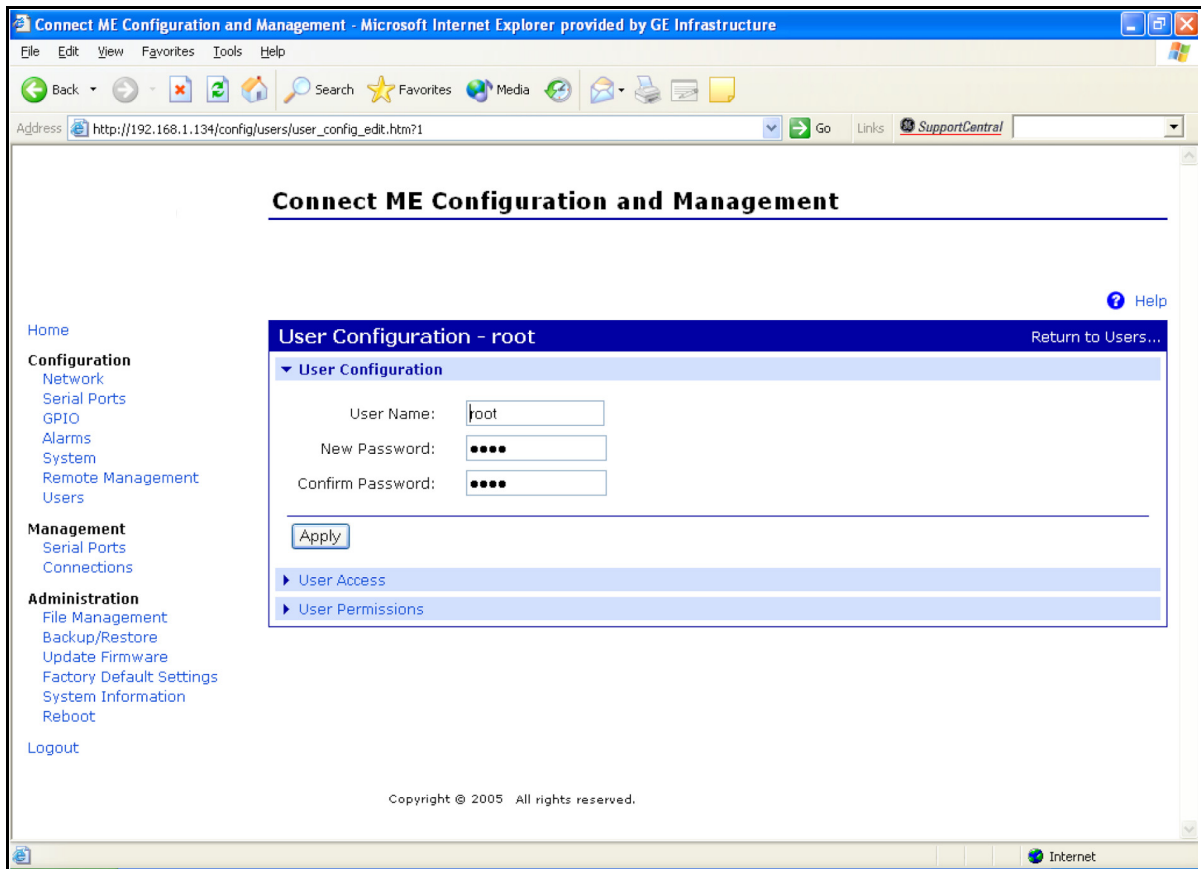 Connect ME Configuration and Management - Microsoft Internet Explorer provided by GE Infrastructure
File Edit View Favorites Tools Help
Back Search Favorites Media
Address http://192.168.1.134/config/users/user_config_edit.htm?1 Go Links SupportCentral
Connect ME Configuration and Management
? Help
Home
Configuration
Network
Serial Ports
GPIO
Alarms
System
Remote Management
Users
Management
Serial Ports
Connections
Administration
File Management
Backup/Restore
Update Firmware
Factory Default Settings
System Information
Reboot
Logout
User Configuration - root Return to Users...
User Configuration
User Name: root
New Password: ••••
Confirm Password: ••••
Apply
User Access
User Permissions
Copyright © 2005 All rights reserved.
Internet